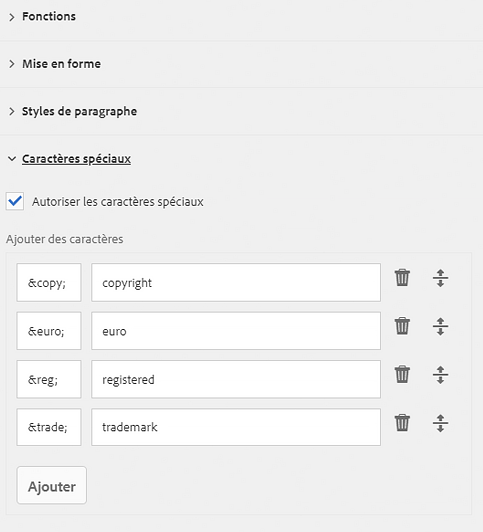 Fonctions
Mise en forme
Styles de paragraphe
Caractères spéciaux
Autoriser les caractères spéciaux
Ajouter des caractères
&copy; copyright
&euro; euro
&reg; registered
&trade; trademark
Ajouter